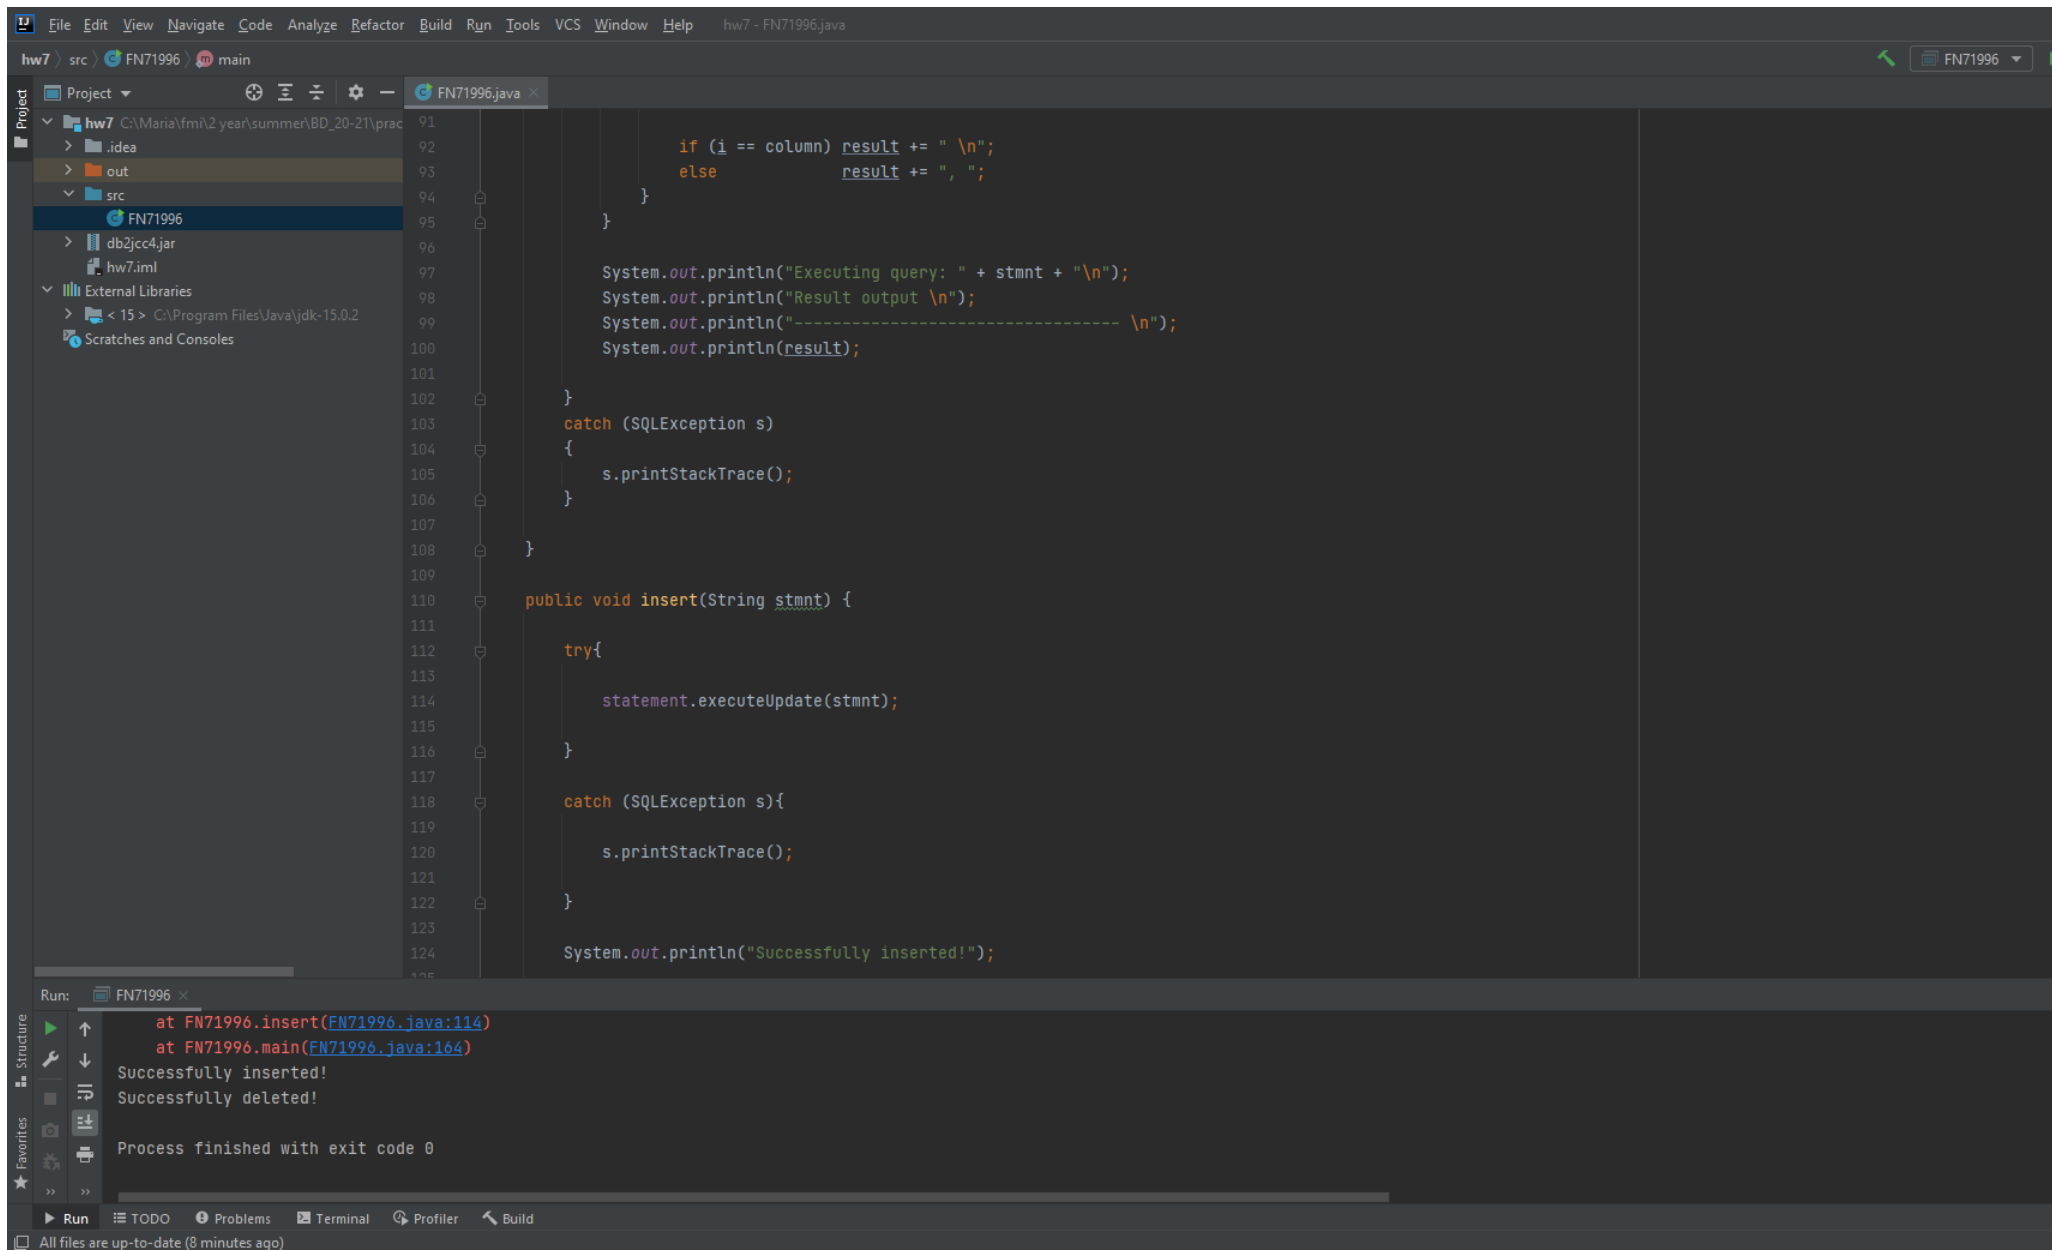 File Edit View Navigate Code Analyze Refactor Build Run Tools VCS Window Help hw7 - FN71996.java
hw7 src FN71996 main
FN71996
Project
Project
FN71996.java
hw7 C:\Maria\fmi\2 year\summer\BD_20-21\prac
.idea
out
src
FN71996
db2jcc4.jar
hw7.iml
External Libraries
< 15 > C:\Program Files\Java\jdk-15.0.2
Scratches and Consoles
91
92 if (i == column) result += " \n";
93 else result += ", ";
94 }
95 }
96
97 System.out.println("Executing query: " + stmnt + "\n");
98 System.out.println("Result output \n");
99 System.out.println("---------------------------------- \n");
100 System.out.println(result);
101
102 }
103 catch (SQLException s)
104 {
105 s.printStackTrace();
106 }
107
108 }
109
110 public void insert(String stmnt) {
111
112 try{
113
114 statement.executeUpdate(stmnt);
115
116 }
117
118 catch (SQLException s){
119
120 s.printStackTrace();
121
122 }
123
124 System.out.println("Successfully inserted!");
125
Run: FN71996
at FN71996.insert(FN71996.java:114)
at FN71996.main(FN71996.java:164)
Successfully inserted!
Successfully deleted!
Process finished with exit code 0
Structure
Favorites
Run TODO Problems Terminal Profiler Build
All files are up-to-date (8 minutes ago)